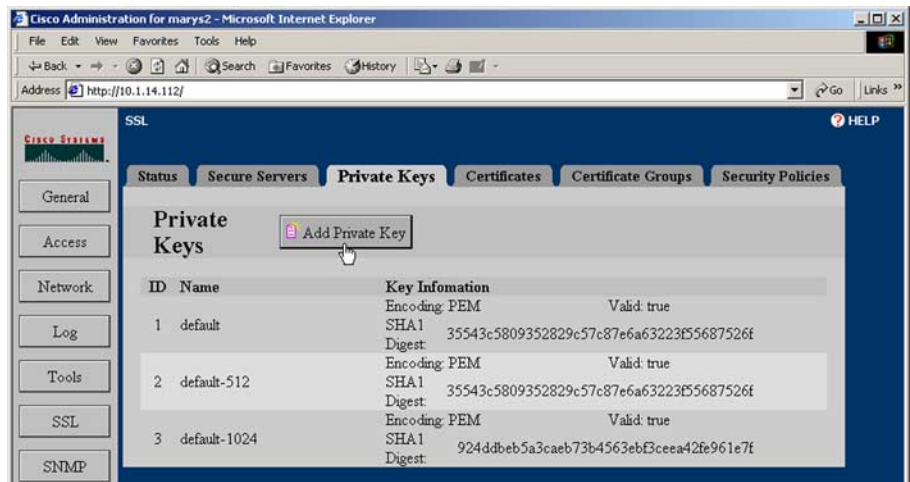 Cisco Administration for marys2 - Microsoft Internet Explorer
File Edit View Favorites Tools Help
Back Search Favorites History
Address http://10.1.14.112/ Go Links »
SSL HELP
CISCO SYSTEMS
Status Secure Servers Private Keys Certificates Certificate Groups Security Policies
General
Access
Network
Log
Tools
SSL
SNMP
Private Keys
Add Private Key
ID Name Key Infomation
1 default Encoding: PEM Valid: true
SHA1 Digest: 35543c5809352829c57c87e6a63223f55687526f
2 default-512 Encoding: PEM Valid: true
SHA1 Digest: 35543c5809352829c57c87e6a63223f55687526f
3 default-1024 Encoding: PEM Valid: true
SHA1 Digest: 924ddbeb5a3caeb73b4563ebf3ceea42fe961e7f